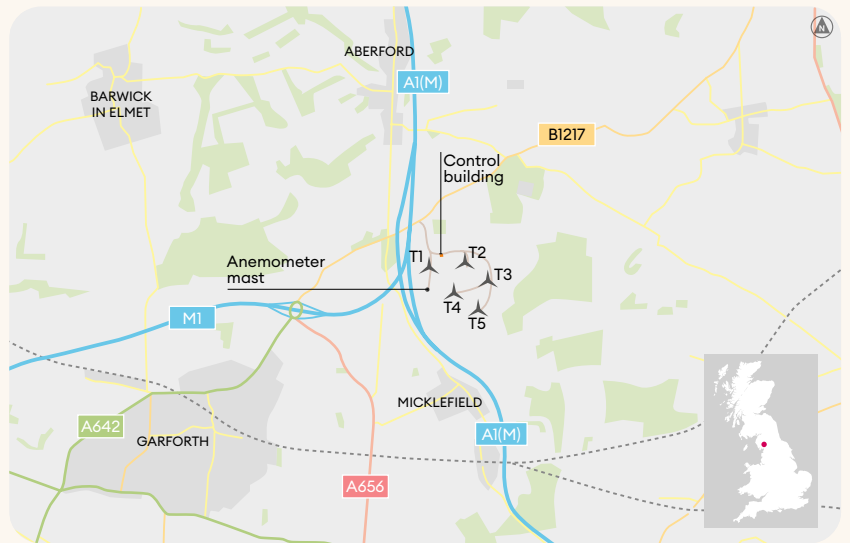 N
ABERFORD
A1(M)
BARWICK
IN ELMET
B1217
Control
building
T1
T2
Anemometer
mast
T3
T4
T5
M1
MICKLEFIELD
A642
A1(M)
GARFORTH
A656